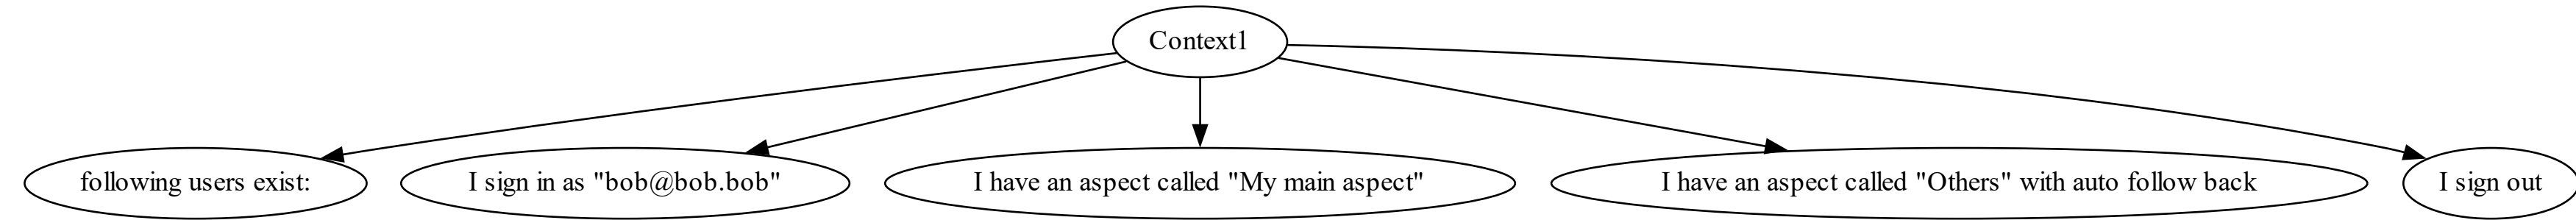 Context1
following users exist:
I sign in as "bob@bob.bob"
I have an aspect called "My main aspect"
I have an aspect called "Others" with auto follow back
I sign out